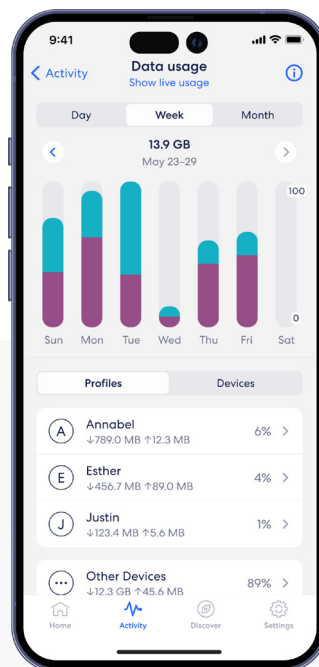 9:41
Activity
Data usage
Show live usage
Day Week Month
13.9 GB
May 23–29
100
0
Sun Mon Tue Wed Thu Fri Sat
Profiles Devices
A Annabel 6%
↓789.0 MB ↑12.3 MB
E Esther 4%
↓456.7 MB ↑89.0 MB
J Justin 1%
↓123.4 MB ↑5.6 MB
Other Devices 89%
↓12.3 GB ↑45.6 MB
Home Activity Discover Settings